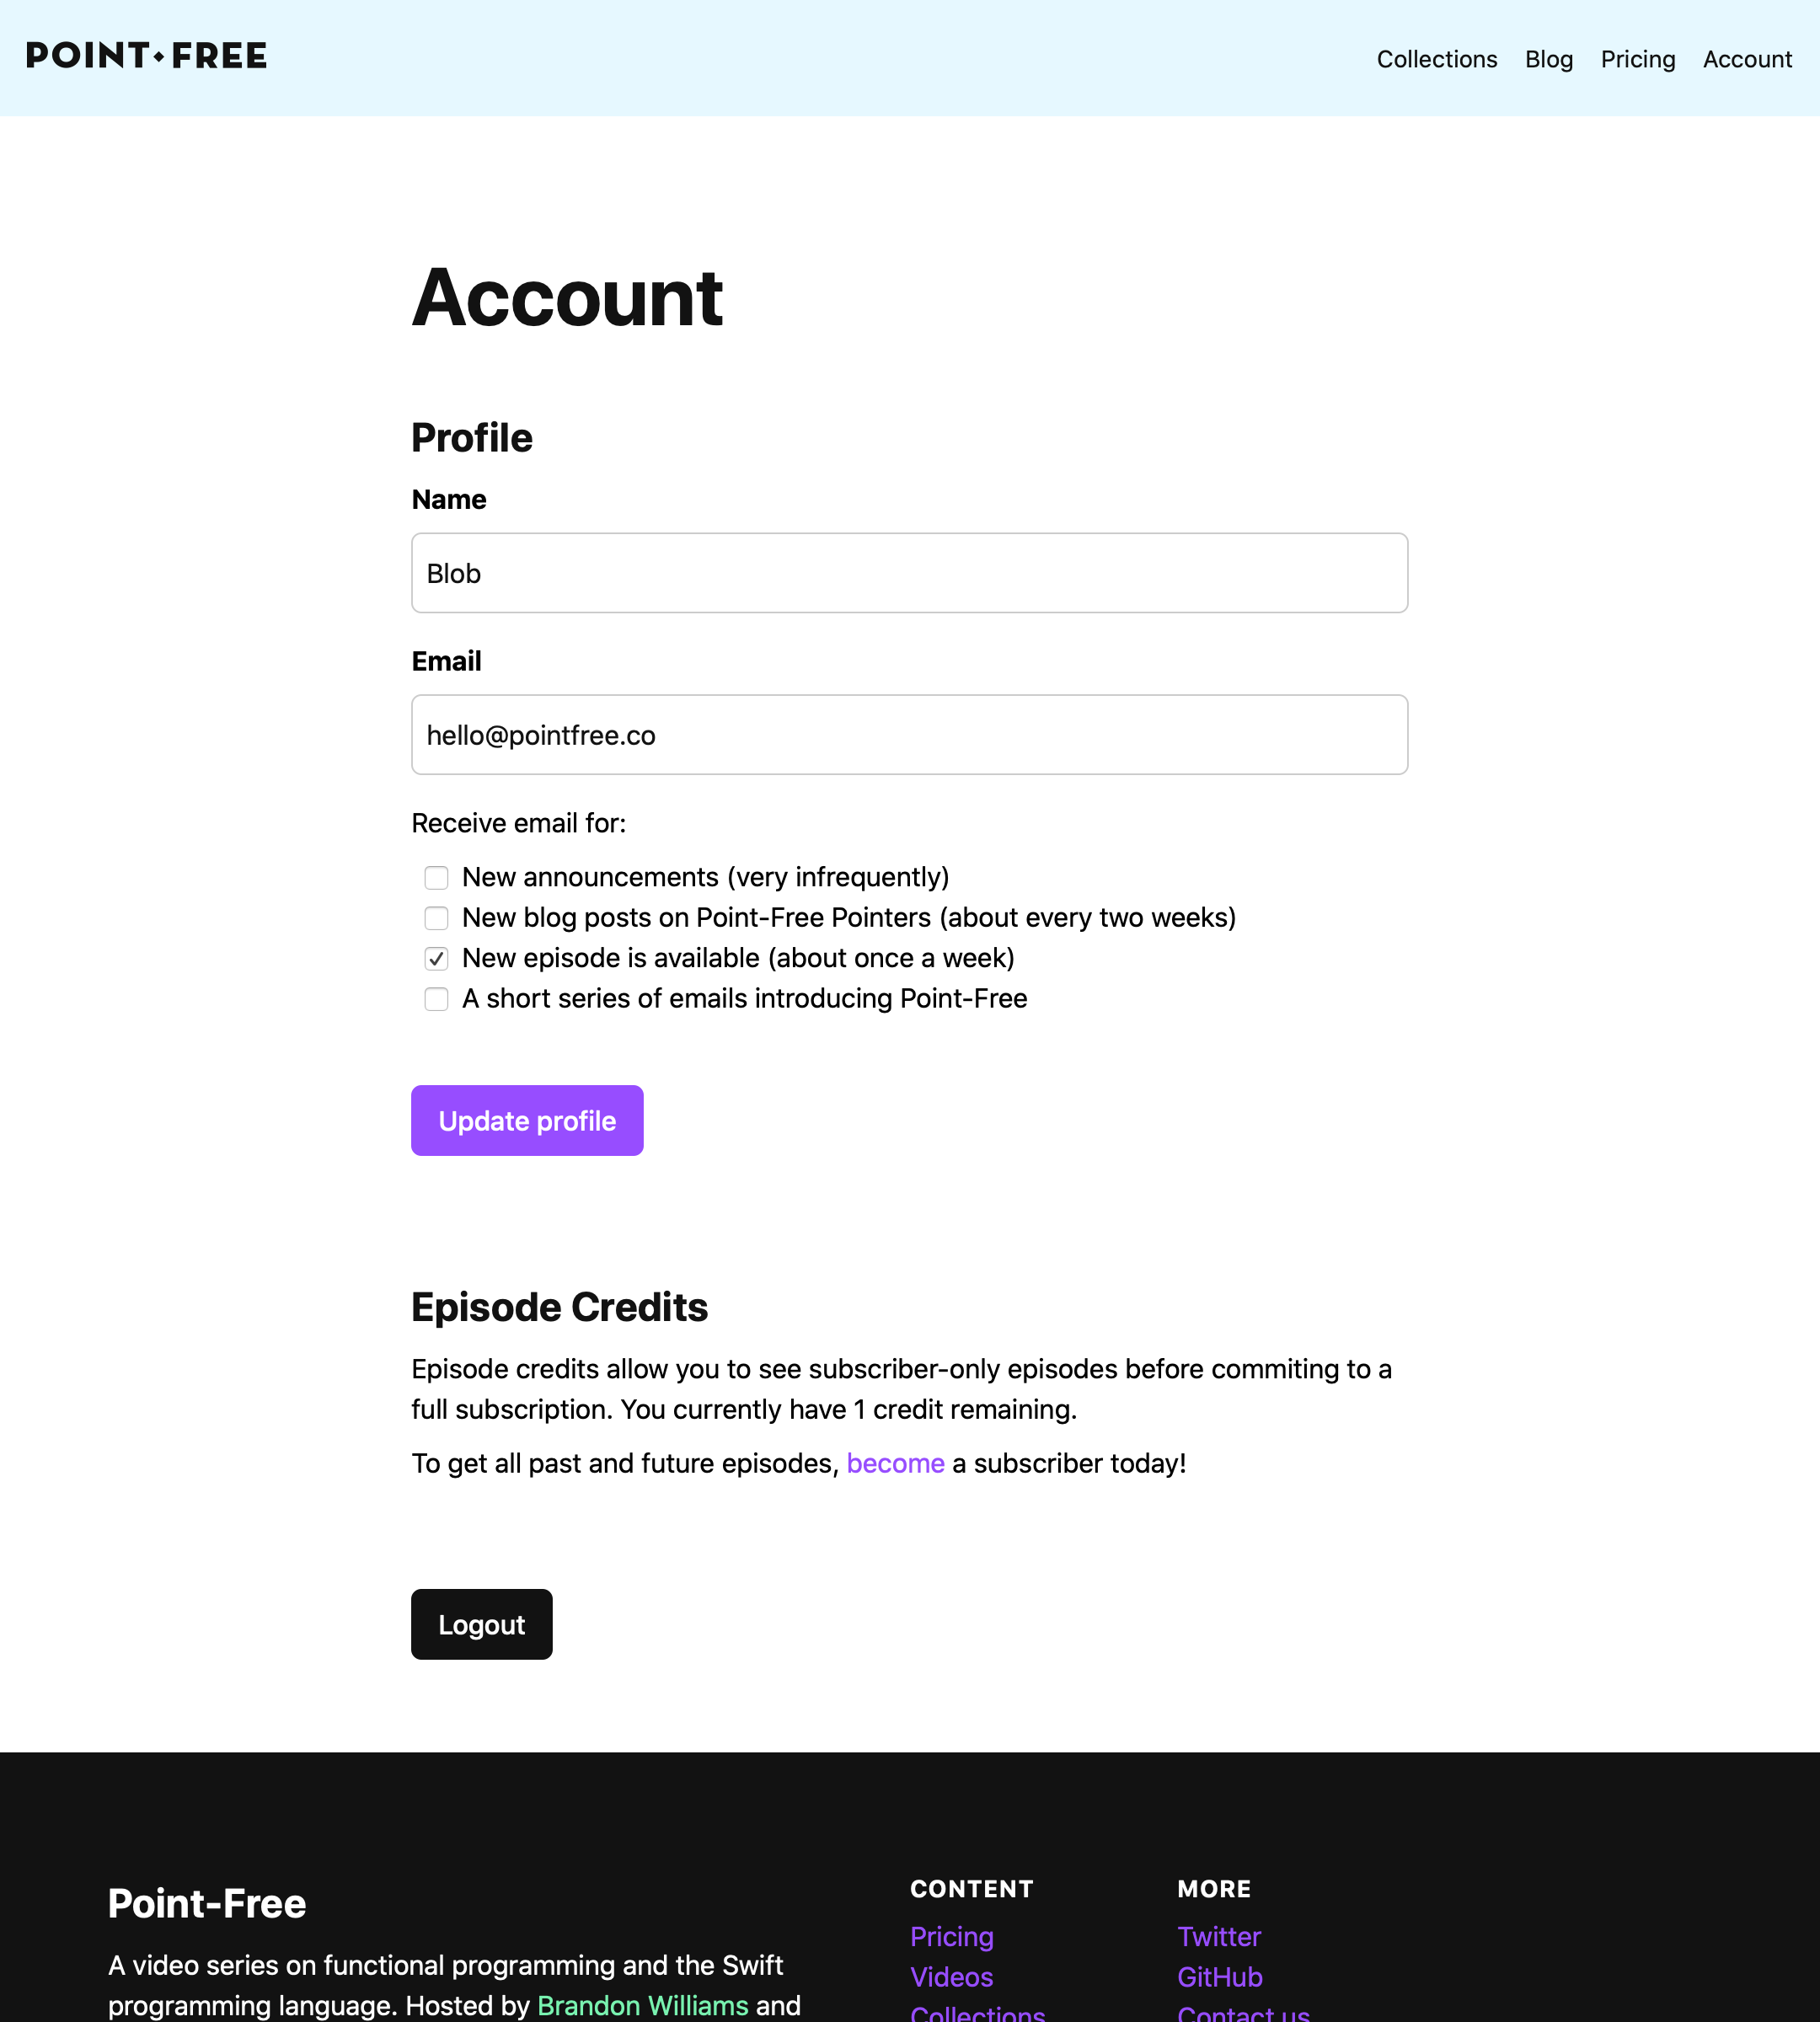 POINT•FREE
Collections Blog Pricing Account
Account
Profile
Name
Blob
Email
hello@pointfree.co
Receive email for:
New announcements (very infrequently)
New blog posts on Point-Free Pointers (about every two weeks)
New episode is available (about once a week)
A short series of emails introducing Point-Free
Update profile
Episode Credits
Episode credits allow you to see subscriber-only episodes before commiting to a
full subscription. You currently have 1 credit remaining.
To get all past and future episodes, become a subscriber today!
Logout
Point-Free
A video series on functional programming and the Swift
programming language. Hosted by Brandon Williams and
CONTENT
Pricing
Videos
Collections
MORE
Twitter
GitHub
Contact us